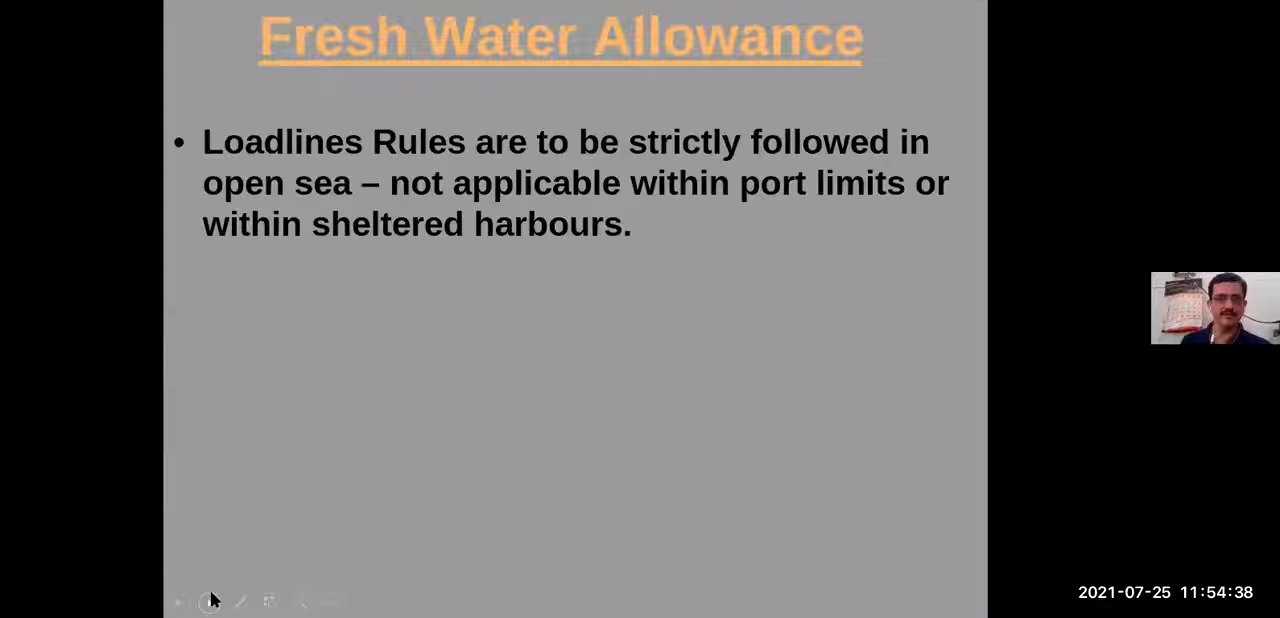 Fresh Water Allowance
• Loadlines Rules are to be strictly followed in
open sea – not applicable within port limits or
within sheltered harbours.
2021-07-25 11:54:38